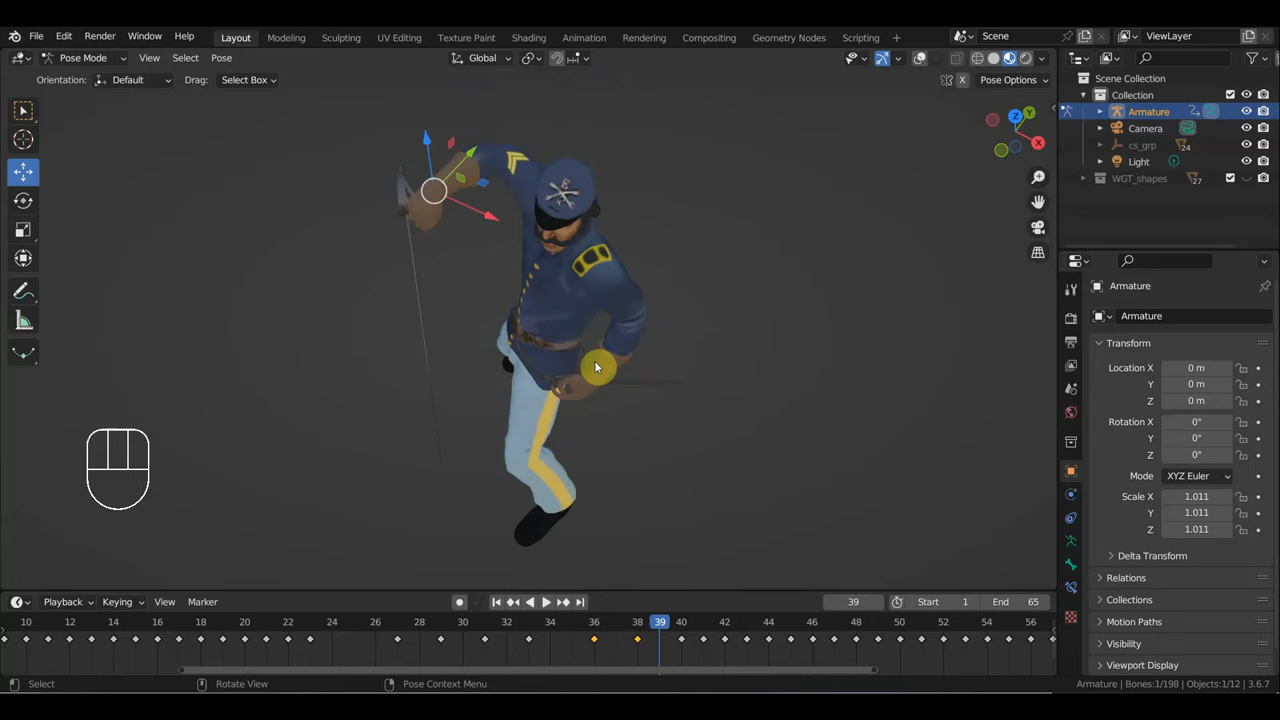 File Edit Render Window Help Layout Modeling Sculpting UV Editing Texture Paint Shading Animation Rendering Compositing Geometry Nodes Scripting + Scene ViewLayer
Pose Mode View Select Pose Global
Orientation: Default Drag: Select Box X Pose Options
Scene Collection
Collection
Armature
Camera
cs_grp 24
Light
WGT_shapes 27
Z
Y
X
Armature
Armature
Transform
Location X 0 m
Y 0 m
Z 0 m
Rotation X 0°
Y 0°
Z 0°
Mode XYZ Euler
Scale X 1.011
Y 1.011
Z 1.011
Delta Transform
Relations
Collections
Motion Paths
Visibility
Viewport Display
Playback Keying View Marker 39 Start 1 End 65
10 12 14 16 18 20 22 24 26 28 30 32 34 36 38 39 40 42 44 46 48 50 52 54 56
Select Rotate View Pose Context Menu Armature | Bones:1/198 | Objects:1/12 | 3.6.7